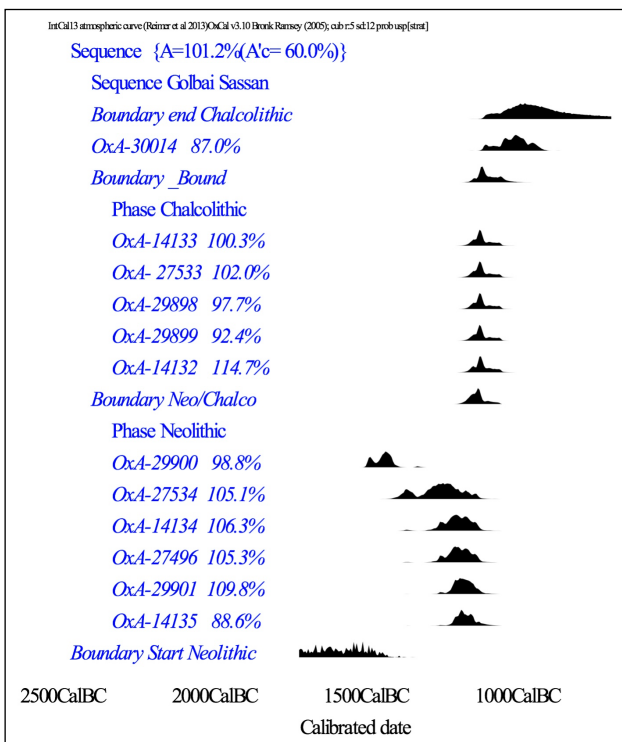 IntCal13 atmospheric curve (Reimer et al 2013)OxCal v3.10 Bronk Ramsey (2005); cub r:5 sd:12 prob usp[strat]
Sequence {A=101.2%(A'c= 60.0%)}
Sequence Golbai Sassan
Boundary end Chalcolithic
OxA-30014 87.0%
Boundary _Bound
Phase Chalcolithic
OxA-14133 100.3%
OxA- 27533 102.0%
OxA-29898 97.7%
OxA-29899 92.4%
OxA-14132 114.7%
Boundary Neo/Chalco
Phase Neolithic
OxA-29900 98.8%
OxA-27534 105.1%
OxA-14134 106.3%
OxA-27496 105.3%
OxA-29901 109.8%
OxA-14135 88.6%
Boundary Start Neolithic
2500CalBC 2000CalBC 1500CalBC 1000CalBC
Calibrated date